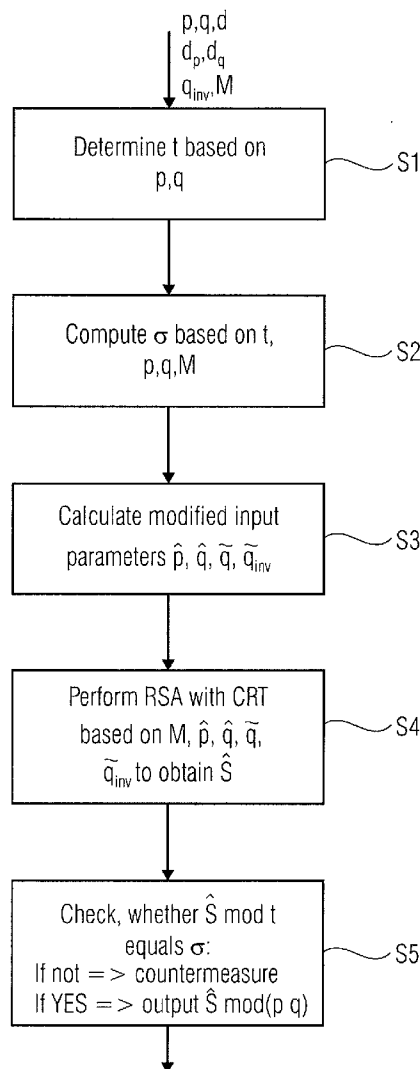 p,q,d
dₚ,d_q
q_inv,M
Determine t based on
p,q
S1
Compute σ based on t,
p,q,M
S2
Calculate modified input
parameters p̂, q̂, q̃, q̃_inv
S3
Perform RSA with CRT
based on M, p̂, q̂, q̃,
q̃_inv to obtain Ŝ
S4
Check, whether Ŝ mod t
equals σ:
If not = > countermeasure
If YES = > output Ŝ mod(p q)
S5